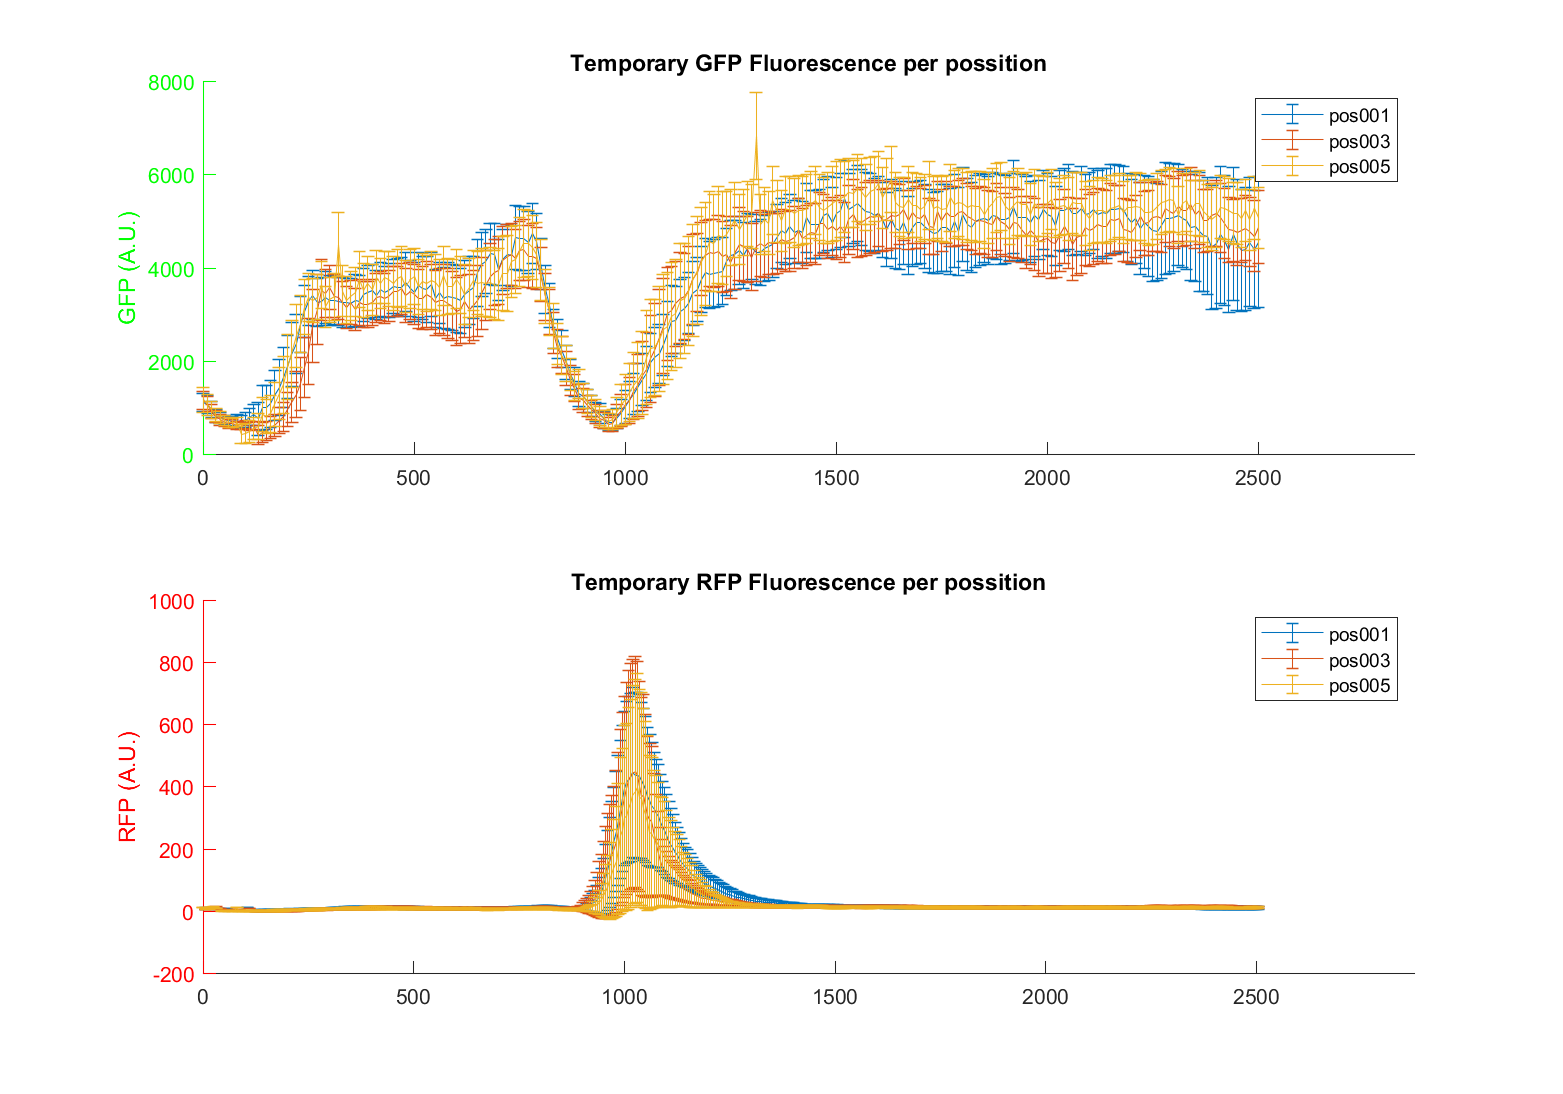 Temporary GFP Fluorescence per possition
GFP (A.U.)
8000
6000
4000
2000
0
0 500 1000 1500 2000 2500
pos001
pos003
pos005
Temporary RFP Fluorescence per possition
RFP (A.U.)
1000
800
600
400
200
0
-200
0 500 1000 1500 2000 2500
pos001
pos003
pos005